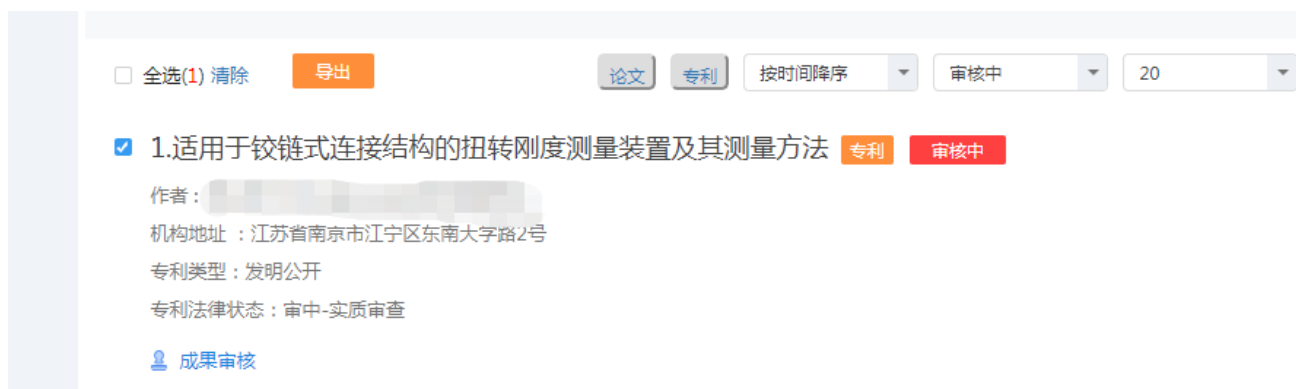 全选(1) 清除 导出 论文 专利 按时间降序 审核中 20
1.适用于铰链式连接结构的扭转刚度测量装置及其测量方法 专利 审核中
作者：
机构地址 ：江苏省南京市江宁区东南大学路2号
专利类型：发明公开
专利法律状态：审中-实质审查
成果审核